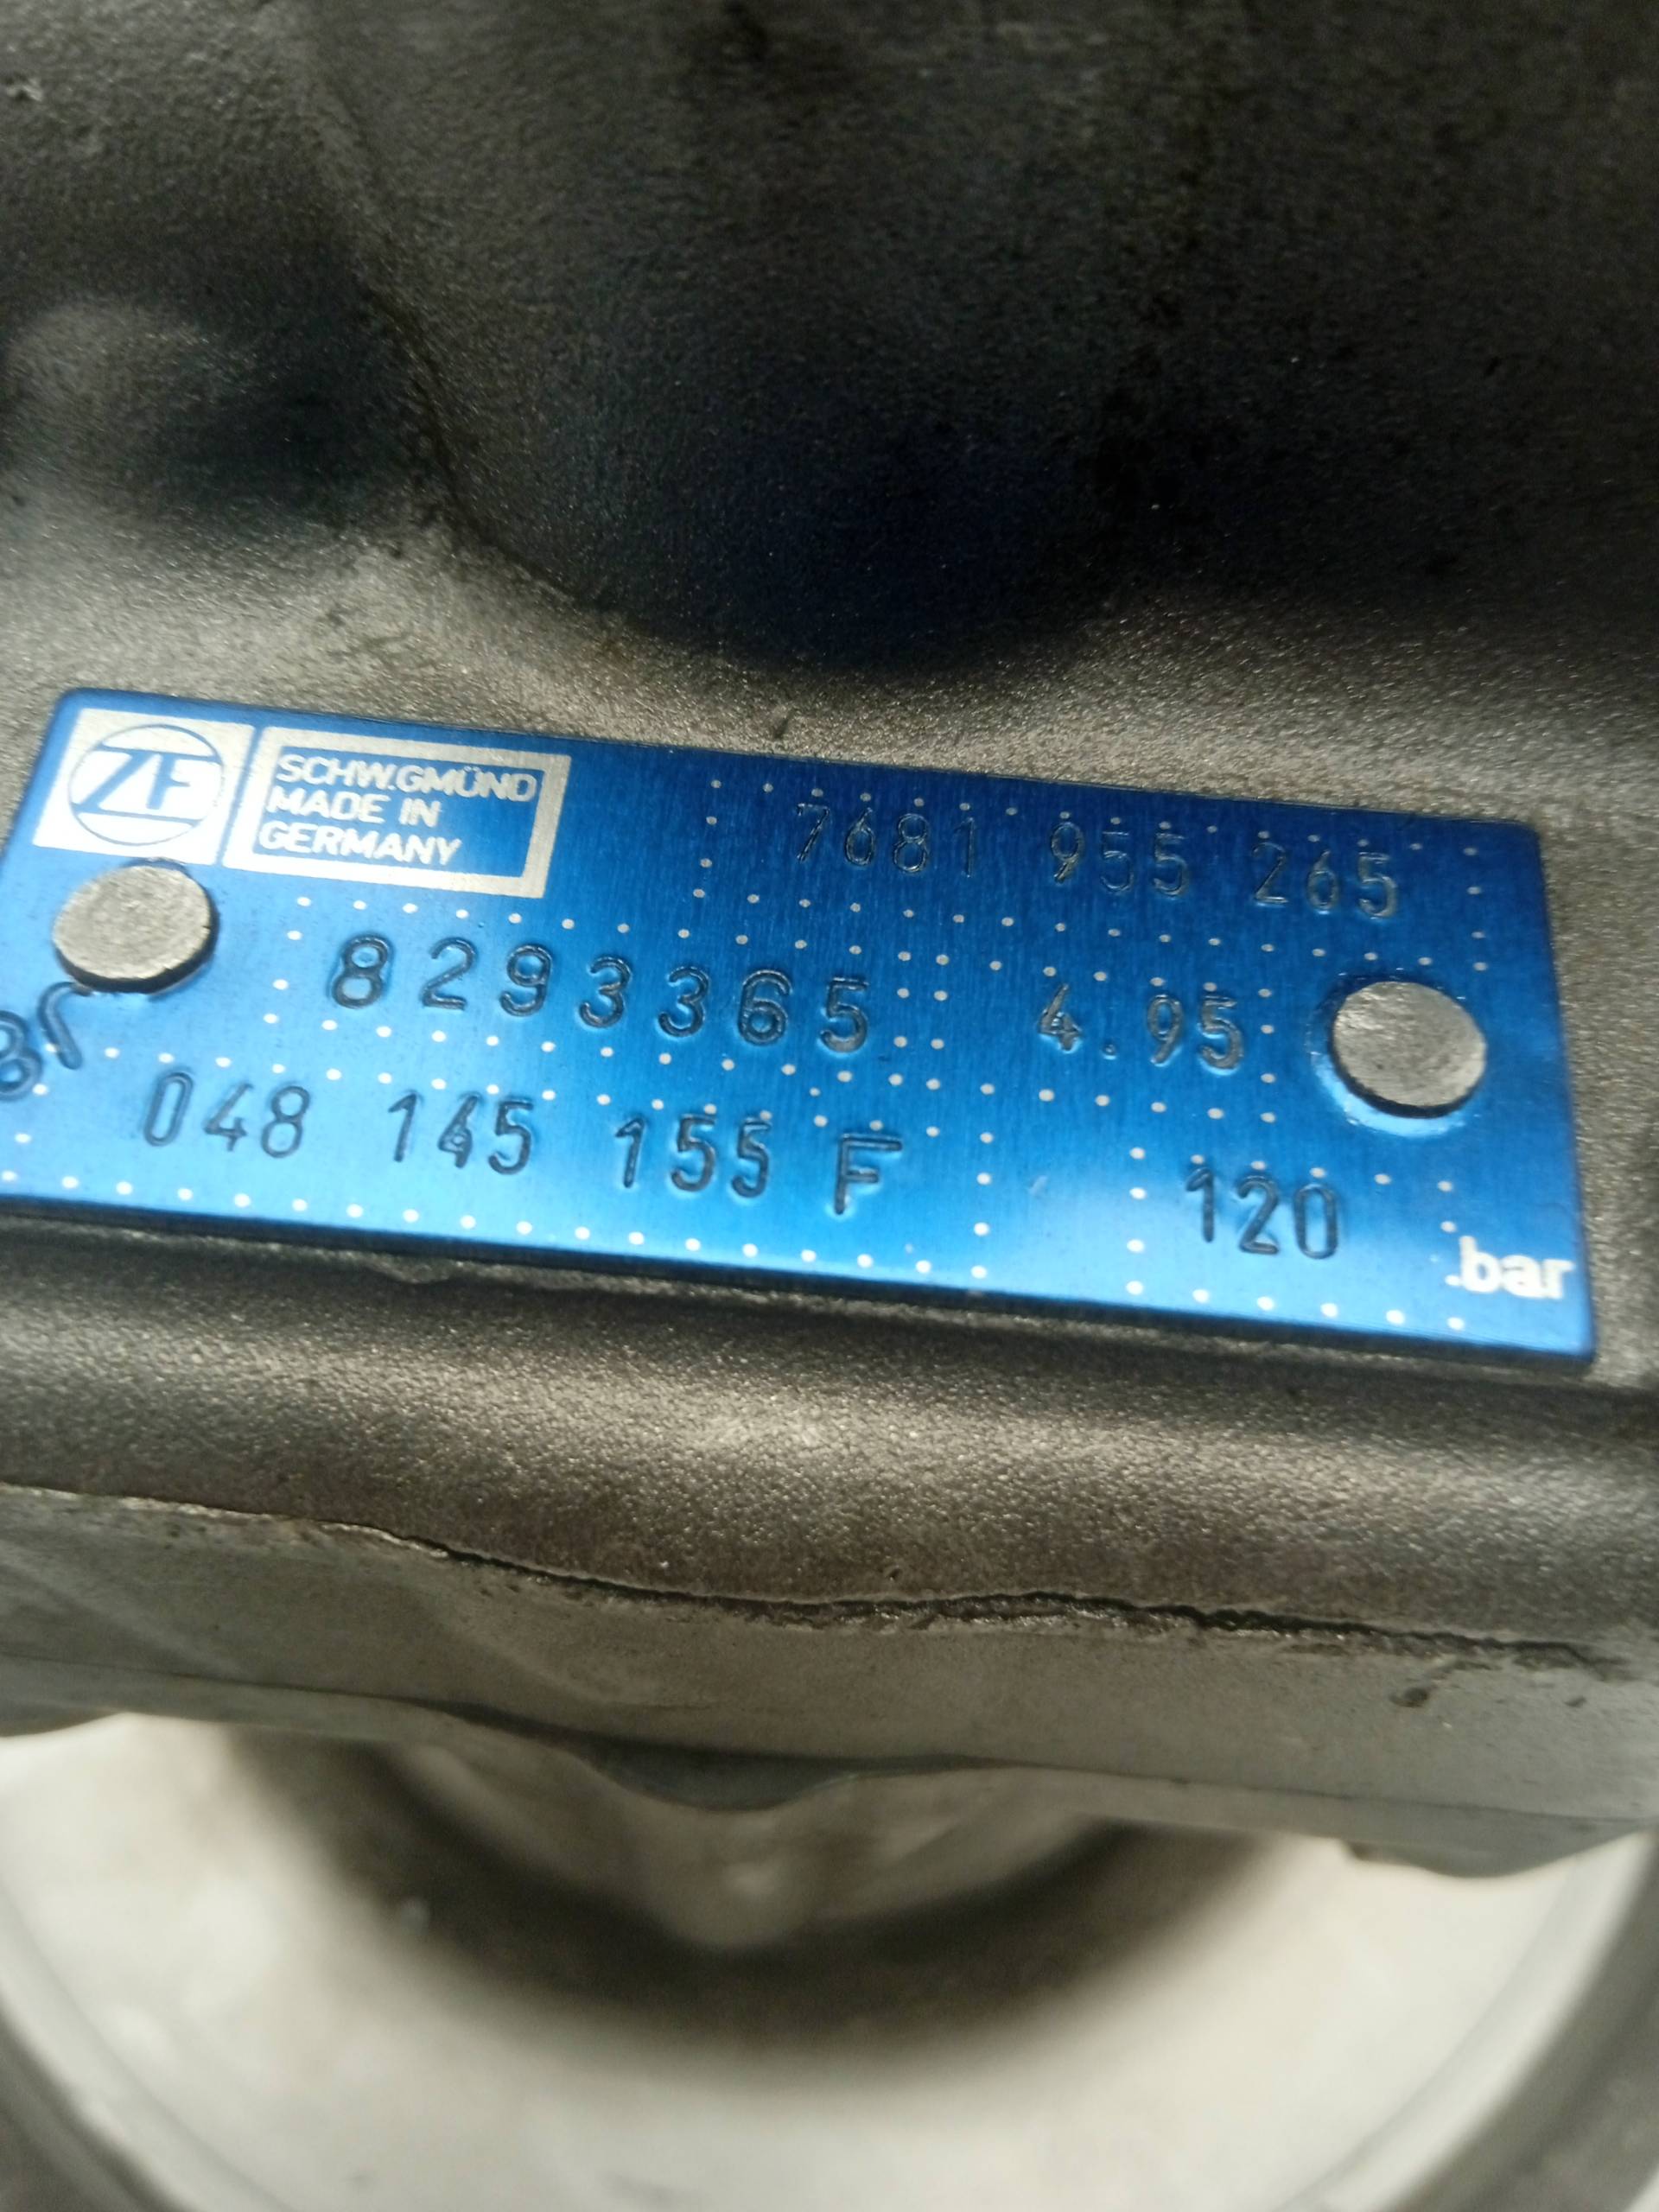 ZF
SCHW.GMÜND
MADE IN
GERMANY
7681 955 265
8293365 4.95
048 145 155 F 120
.bar